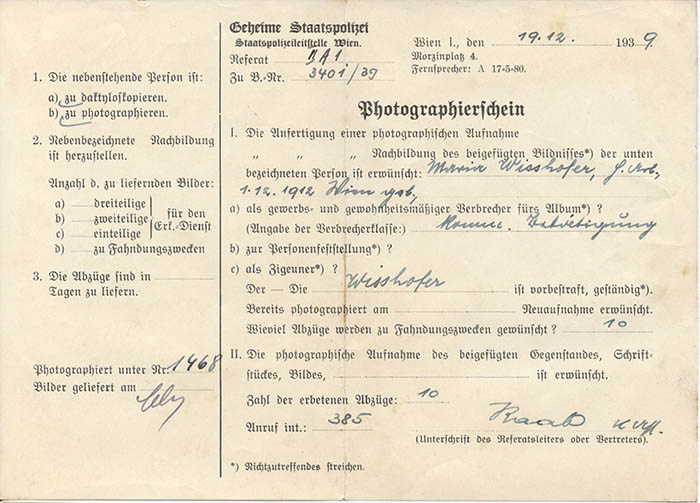 Geheime Staatspolizei
Staatspolizeileitstelle Wien.
Referat II A 1.
Zu B.-Nr. 3401/39
Wien I., den 19.12. 1939
Morzinplatz 4.
Fernsprecher: A 17-5-80.
1. Die nebenstehende Person ist:
a) zu daktyloskopieren.
b) zu photographieren.
2. Nebenbezeichnete Nachbildung
ist herzustellen.
Anzahl d. zu liefernden Bilder:
a) dreiteilige
b) zweiteilige
c) einteilige
für den
Erk.-Dienst
d) zu Fahndungszwecken
3. Die Abzüge sind in
Tagen zu liefern.
Photographiert unter Nr. 1468
Bilder geliefert am
Photographierschein
I. Die Anfertigung einer photographischen Aufnahme
" " " Nachbildung des beigefügten Bildnisses*) der unten
bezeichneten Person ist erwünscht: Maria Wisshofer,
1.12.1912 Wien geb.,
a) als gewerbs- und gewohnheitsmäßiger Verbrecher fürs Album*) ?
(Angabe der Verbrecherklasse:) Komm. Betätigung
b) zur Personenfeststellung*) ?
c) als Zigeuner*) ?
Der — Die Wisshofer ist vorbestraft, geständig*).
Bereits photographiert am Neuaufnahme erwünscht.
Wieviel Abzüge werden zu Fahndungszwecken gewünscht ? 10
II. Die photographische Aufnahme des beigefügten Gegenstandes, Schrift-
stückes, Bildes, ist erwünscht.
Zahl der erbetenen Abzüge: 10
Anruf int.: 385
Raab
(Unterschrift des Referatsleiters oder Vertreters).
*) Nichtzutreffendes streichen.